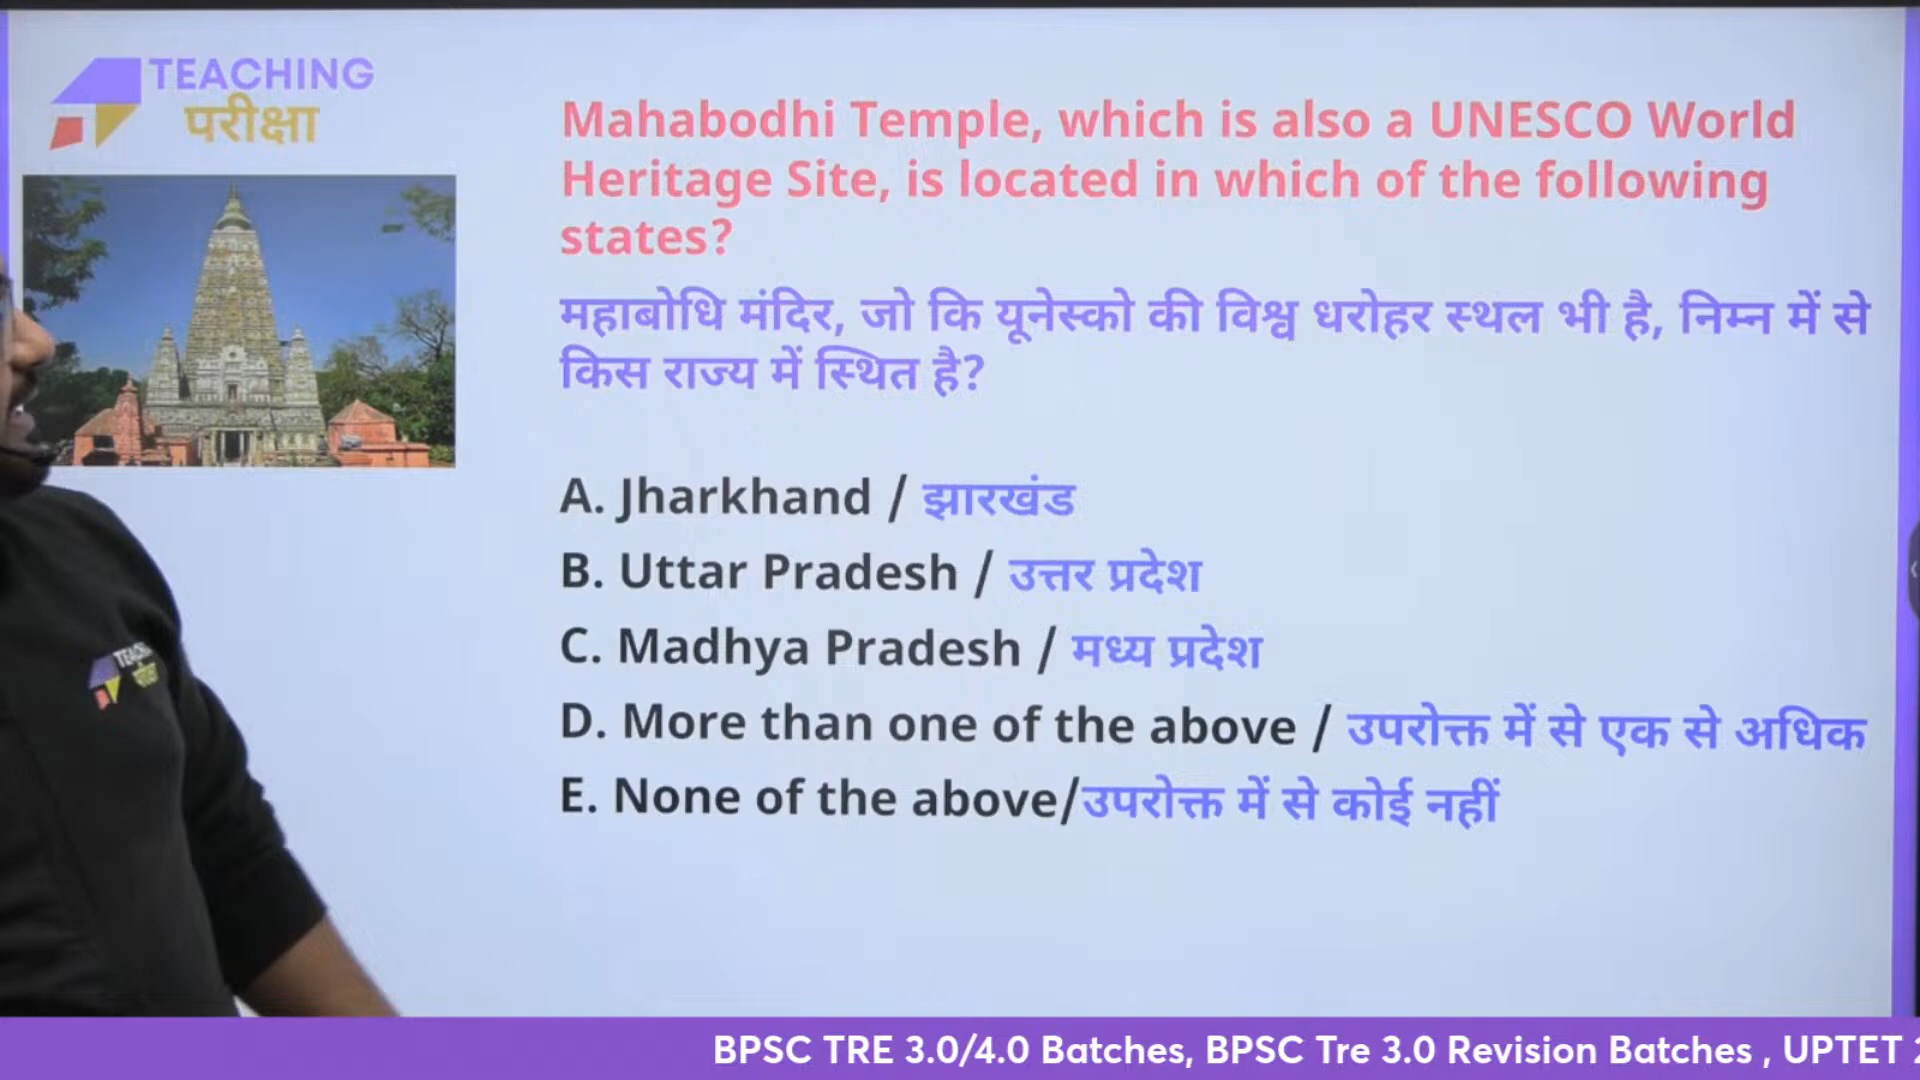 TEACHING
परीक्षा
Mahabodhi Temple, which is also a UNESCO World
Heritage Site, is located in which of the following
states?
महाबोधि मंदिर, जो कि यूनेस्को की विश्व धरोहर स्थल भी है, निम्न में से
किस राज्य में स्थित है?
A. Jharkhand / झारखंड
B. Uttar Pradesh / उत्तर प्रदेश
C. Madhya Pradesh / मध्य प्रदेश
D. More than one of the above / उपरोक्त में से एक से अधिक
E. None of the above/उपरोक्त में से कोई नहीं
BPSC TRE 3.0/4.0 Batches, BPSC Tre 3.0 Revision Batches , UPTET